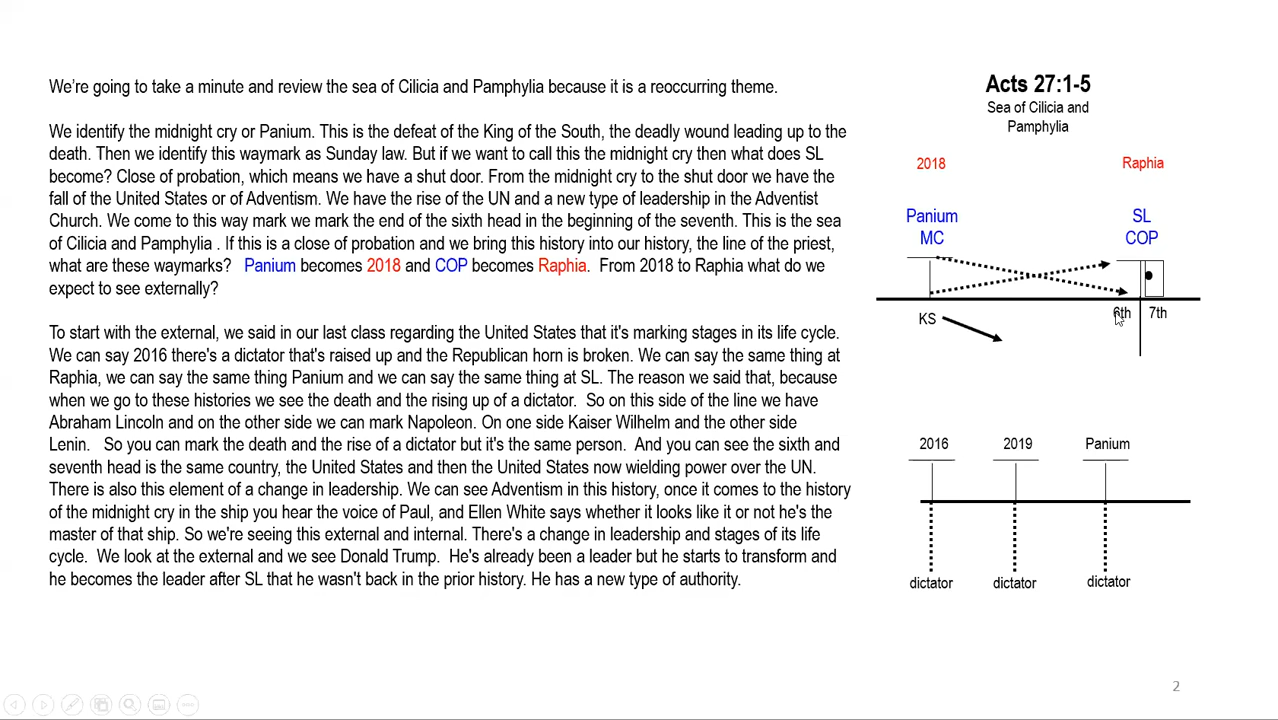 We're going to take a minute and review the sea of Cilicia and Pamphylia because it is a reoccurring theme.
We identify the midnight cry or Panium. This is the defeat of the King of the South, the deadly wound leading up to the
death. Then we identify this waymark as Sunday law. But if we want to call this the midnight cry then what does SL
become? Close of probation, which means we have a shut door. From the midnight cry to the shut door we have the
fall of the United States or of Adventism. We have the rise of the UN and a new type of leadership in the Adventist
Church. We come to this way mark we mark the end of the sixth head in the beginning of the seventh. This is the sea
of Cilicia and Pamphylia . If this is a close of probation and we bring this history into our history, the line of the priest,
what are these waymarks? Panium becomes 2018 and COP becomes Raphia. From 2018 to Raphia what do we
expect to see externally?
To start with the external, we said in our last class regarding the United States that it's marking stages in its life cycle.
We can say 2016 there's a dictator that's raised up and the Republican horn is broken. We can say the same thing at
Raphia, we can say the same thing Panium and we can say the same thing at SL. The reason we said that, because
when we go to these histories we see the death and the rising up of a dictator. So on this side of the line we have
Abraham Lincoln and on the other side we can mark Napoleon. On one side Kaiser Wilhelm and the other side
Lenin. So you can mark the death and the rise of a dictator but it's the same person. And you can see the sixth and
seventh head is the same country, the United States and then the United States now wielding power over the UN.
There is also this element of a change in leadership. We can see Adventism in this history, once it comes to the history
of the midnight cry in the ship you hear the voice of Paul, and Ellen White says whether it looks like it or not he's the
master of that ship. So we're seeing this external and internal. There's a change in leadership and stages of its life
cycle. We look at the external and we see Donald Trump. He's already been a leader but he starts to transform and
he becomes the leader after SL that he wasn't back in the prior history. He has a new type of authority.
Acts 27:1-5
Sea of Cilicia and
Pamphylia
2018 Raphia
Panium SL
MC COP
KS 6th 7th
2016 2019 Panium
dictator dictator dictator
2